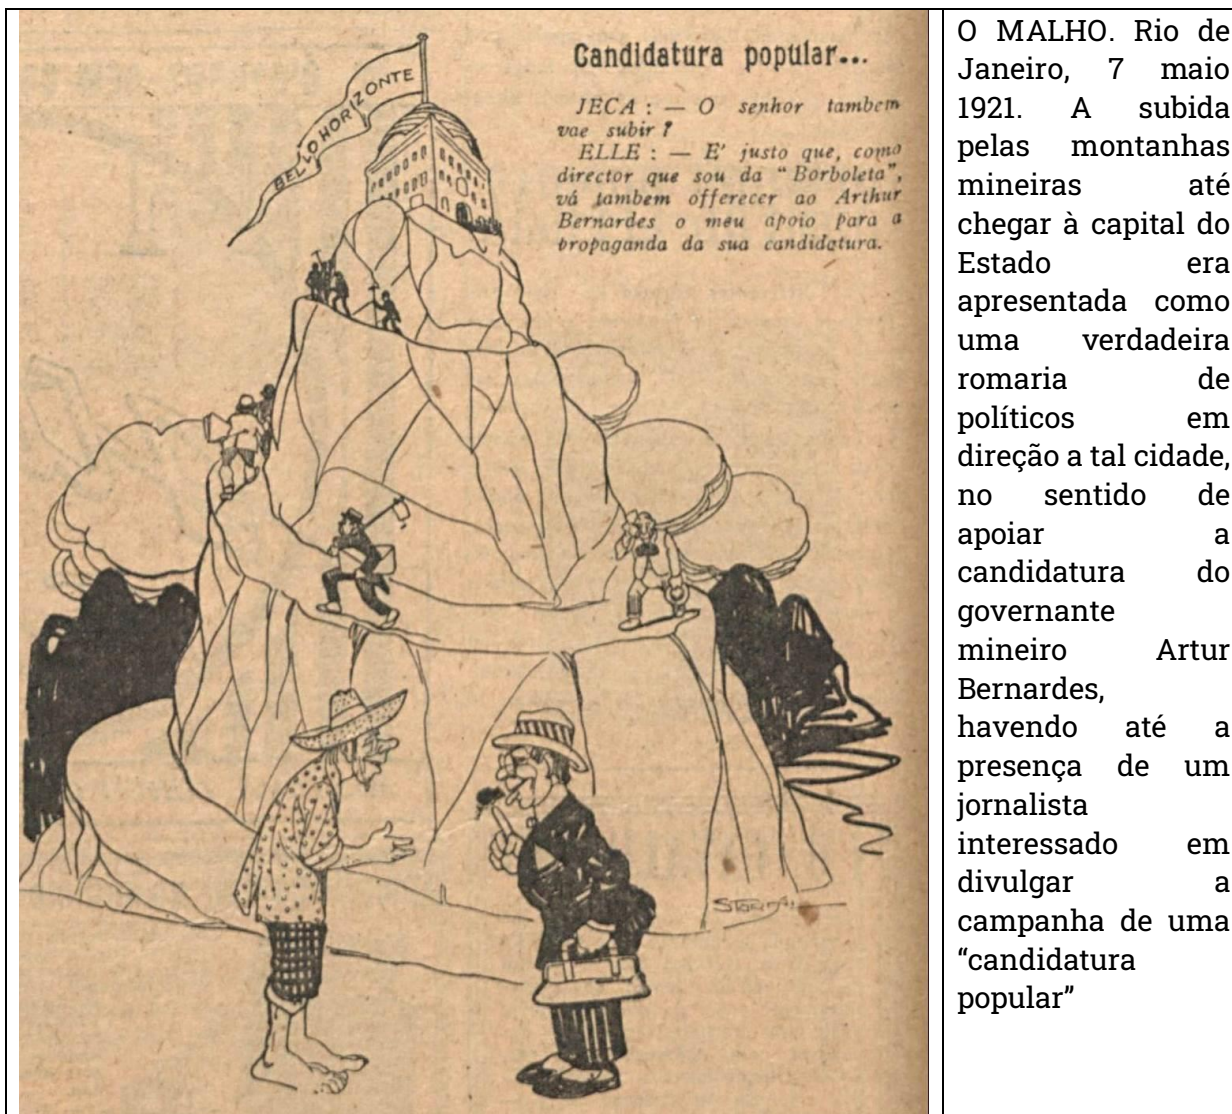 BELLO HORIZONTE
Candidatura popular...
JECA : — O senhor tambem
vae subir ?
ELLE : — E' justo que, como
director que sou da "Borboleta",
vá tambem offerecer ao Arthur
Bernardes o meu apoio para a
propaganda da sua candidatura.
O MALHO. Rio de
Janeiro, 7 maio
1921. A subida
pelas montanhas
mineiras até
chegar à capital do
Estado era
apresentada como
uma verdadeira
romaria de
políticos em
direção a tal cidade,
no sentido de
apoiar a
candidatura do
governante
mineiro Artur
Bernardes,
havendo até a
presença de um
jornalista
interessado em
divulgar a
campanha de uma
“candidatura
popular”